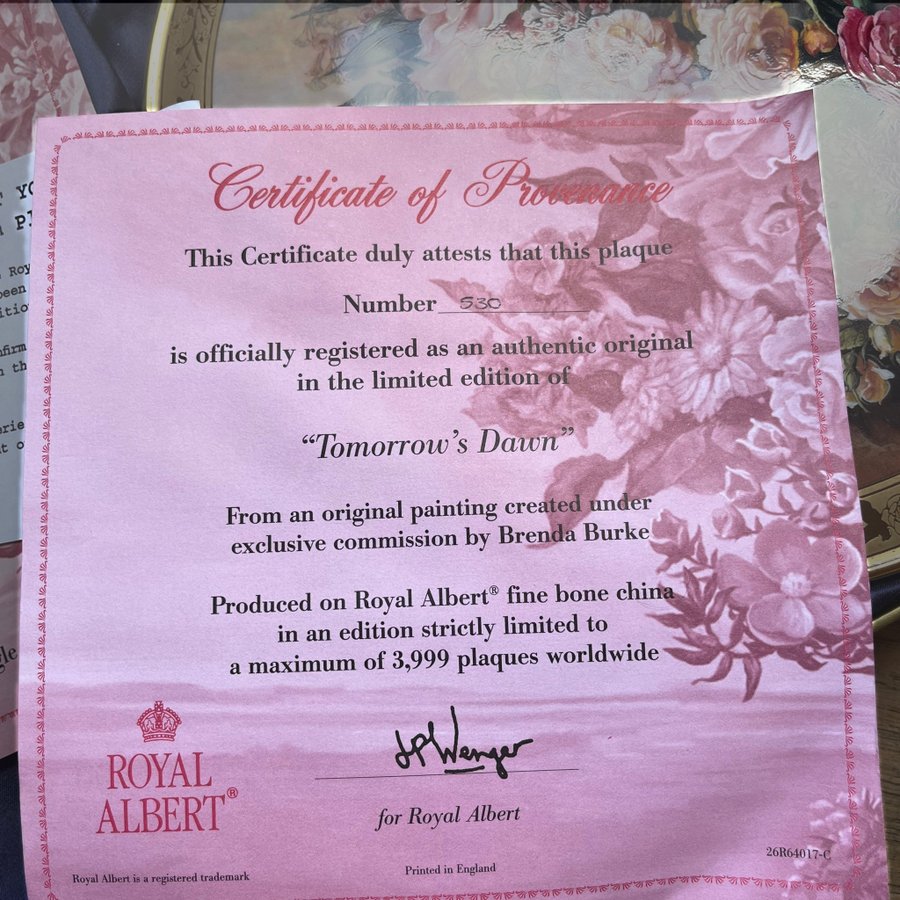 Certificate of Provenance
This Certificate duly attests that this plaque
Number 530
is officially registered as an authentic original
in the limited edition of
“Tomorrow’s Dawn”
From an original painting created under
exclusive commission by Brenda Burke
Produced on Royal Albert® fine bone china
in an edition strictly limited to
a maximum of 3,999 plaques worldwide
JP Wenger
for Royal Albert
ROYAL
ALBERT®
Royal Albert is a registered trademark
Printed in England
26R64017-C